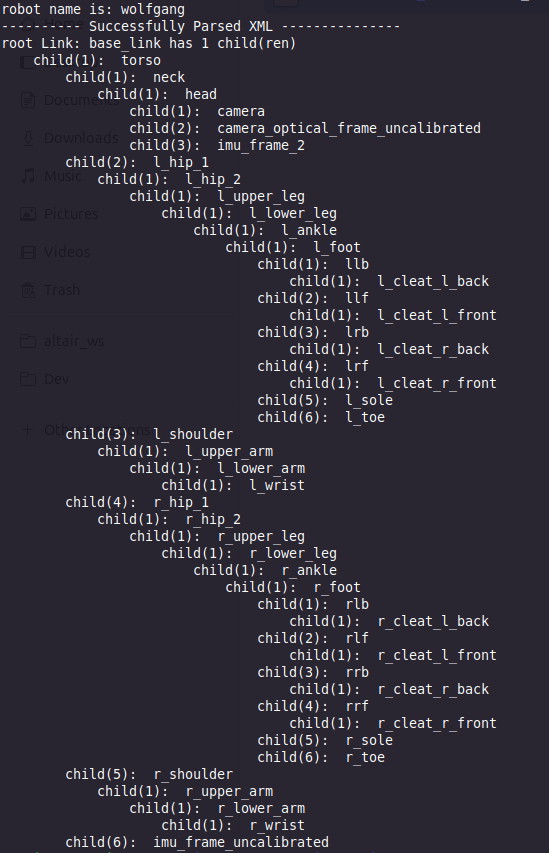 robot name is: wolfgang
---------- Successfully Parsed XML ---------------
root Link: base_link has 1 child(ren)
    child(1):  torso
        child(1):  neck
            child(1):  head
                child(1):  camera
                child(2):  camera_optical_frame_uncalibrated
                child(3):  imu_frame_2
        child(2):  l_hip_1
            child(1):  l_hip_2
                child(1):  l_upper_leg
                    child(1):  l_lower_leg
                        child(1):  l_ankle
                            child(1):  l_foot
                                child(1):  llb
                                    child(1):  l_cleat_l_back
                                child(2):  llf
                                    child(1):  l_cleat_l_front
                                child(3):  lrb
                                    child(1):  l_cleat_r_back
                                child(4):  lrf
                                    child(1):  l_cleat_r_front
                                child(5):  l_sole
                                child(6):  l_toe
        child(3):  l_shoulder
            child(1):  l_upper_arm
                child(1):  l_lower_arm
                    child(1):  l_wrist
        child(4):  r_hip_1
            child(1):  r_hip_2
                child(1):  r_upper_leg
                    child(1):  r_lower_leg
                        child(1):  r_ankle
                            child(1):  r_foot
                                child(1):  rlb
                                    child(1):  r_cleat_l_back
                                child(2):  rlf
                                    child(1):  r_cleat_l_front
                                child(3):  rrb
                                    child(1):  r_cleat_r_back
                                child(4):  rrf
                                    child(1):  r_cleat_r_front
                                child(5):  r_sole
                                child(6):  r_toe
        child(5):  r_shoulder
            child(1):  r_upper_arm
                child(1):  r_lower_arm
                    child(1):  r_wrist
        child(6):  imu_frame_uncalibrated
Documents
Downloads
Music
Pictures
Videos
Trash
altair_ws
Dev